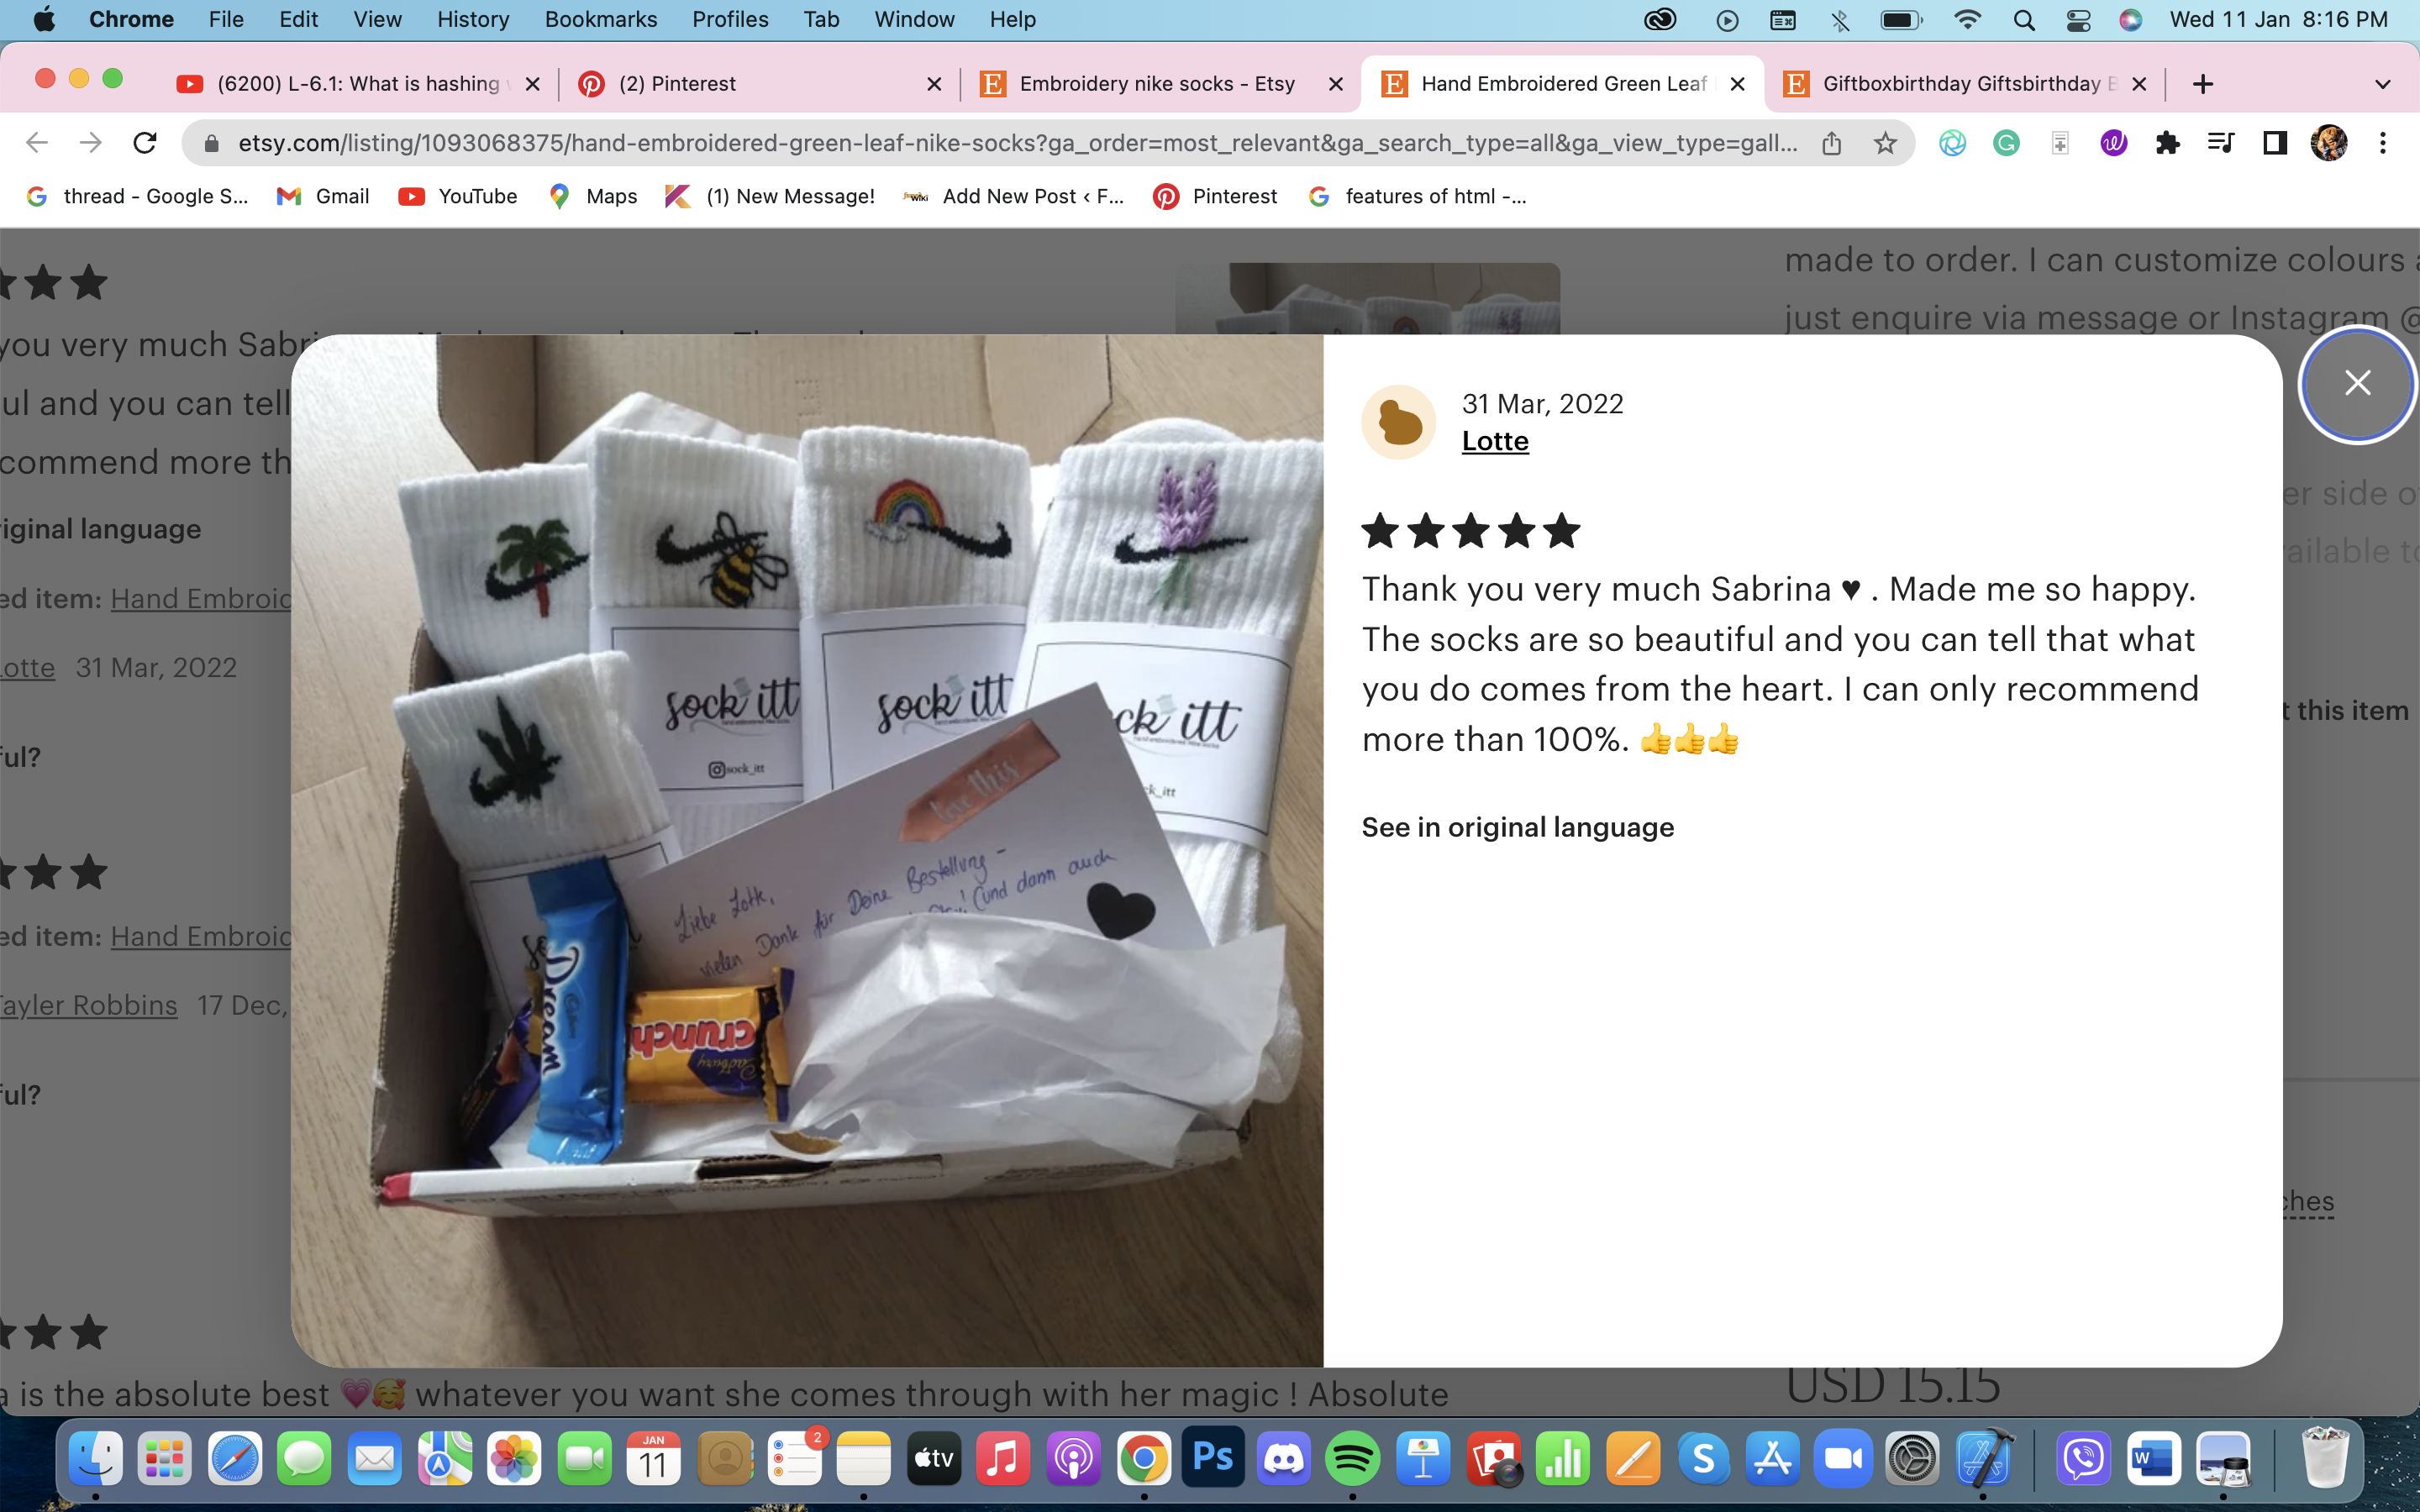 Chrome File Edit View History Bookmarks Profiles Tab Window Help Wed 11 Jan 8:16 PM
(6200) L-6.1: What is hashing
(2) Pinterest
Embroidery nike socks - Etsy
Hand Embroidered Green Leaf
Giftboxbirthday Giftsbirthday
etsy.com/listing/1093068375/hand-embroidered-green-leaf-nike-socks?ga_order=most_relevant&ga_search_type=all&ga_view_type=gall...
thread - Google S... Gmail YouTube Maps (1) New Message! Add New Post ‹ F... Pinterest features of html -...
made to order. I can customize colours
you very much
just enquire via message or Instagram @
ul and you can tell
commend more th
riginal language
ed item: Hand Embroid
Lotte 31 Mar, 2022
ful?
ed item: Hand Embroid
Tayler Robbins 17 Dec,
ful?
er side o
ailable to
t this item
ches
sock itt
sock itt
ck itt
sock_itt
k_itt
love this
Liebe Lotte,
vielen Dank für Deine Bestellung -
(und dann auch
Dream
Cadbury
crunch
Cadbury
31 Mar, 2022
Lotte
Thank you very much Sabrina ♥ . Made me so happy.
The socks are so beautiful and you can tell that what
you do comes from the heart. I can only recommend
more than 100%. 👍👍👍
See in original language
a is the absolute best 💗🥰 whatever you want she comes through with her magic ! Absolute
USD 15.15
JAN
11
2
tv
Ps
S
W